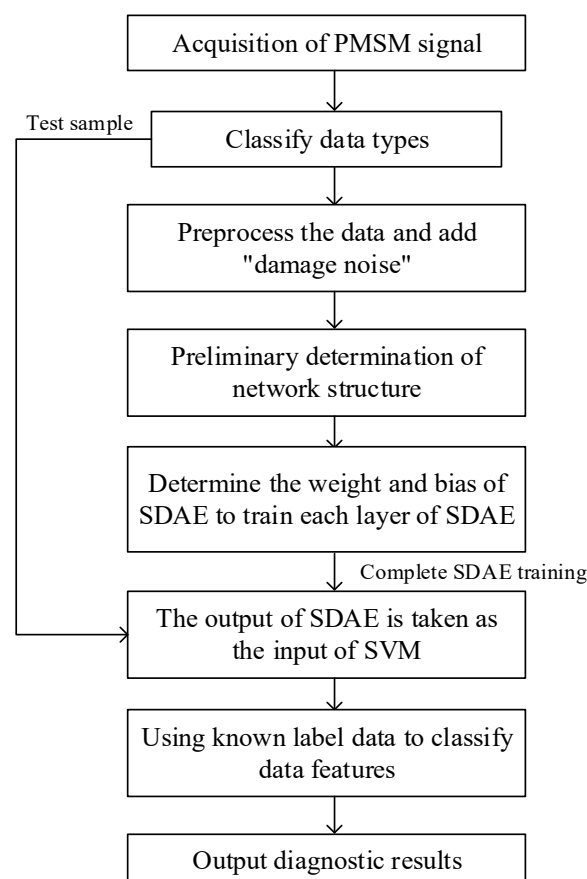 Acquisition of PMSM signal
Test sample
Classify data types
Preprocess the data and add
"damage noise"
Preliminary determination of
network structure
Determine the weight and bias of
SDAE to train each layer of SDAE
Complete SDAE training
The output of SDAE is taken as
the input of SVM
Using known label data to classify
data features
Output diagnostic results